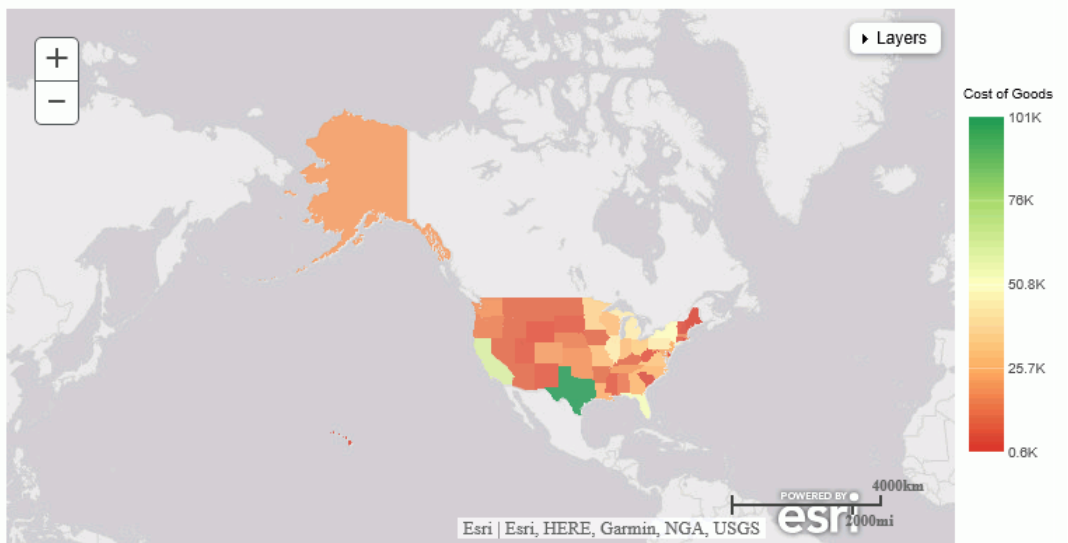 +
−
Layers
Cost of Goods
101K
76K
50.8K
25.7K
0.6K
4000km
2000mi
POWERED BY
esri
Esri | Esri, HERE, Garmin, NGA, USGS